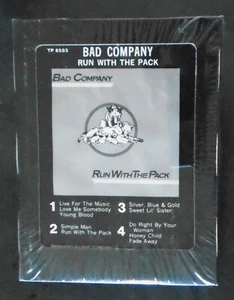 TP 8503
BAD COMPANY
RUN WITH THE PACK
BAD COMPANY
RUN WITH THE PACK
1 Live For The Music
Love Me Somebody
Young Blood
2 Simple Man
Run With The Pack
3 Silver, Blue & Gold
Sweet Lil' Sister
4 Do Right By Your
Woman
Honey Child
Fade Away